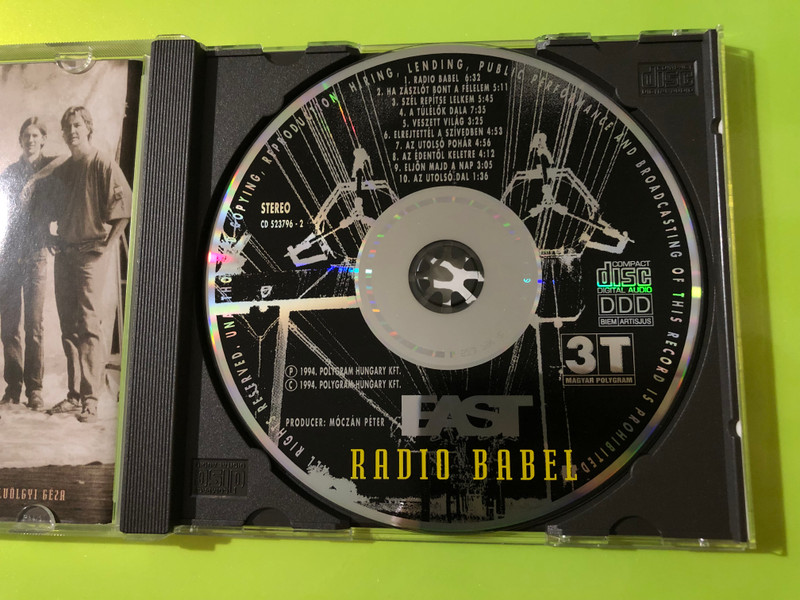 1. RADIO BABEL 6:32
2. HA ZÁSZLÓT BONT A FÉLELEM 5:11
3. SZÉL REPÍTSE LELKEM 5:45
4. A TÚLÉLŐK DALA 7:35
5. VESZETT VILÁG 3:25
6. ELREJTETTÉL A SZÍVEDBEN 4:53
7. AZ UTOLSÓ POHÁR 4:56
8. AZ ÉDENTŐL KELETRE 4:12
9. ELJÖN MAJD A NAP 3:05
10. AZ UTOLSÓ DAL 1:36
STEREO
CD 523796 - 2
COMPACT
disc
DIGITAL AUDIO
DDD
BIEM ARTISJUS
3T
MAGYAR POLYGRAM
P 1994. POLYGRAM HUNGARY KFT.
C 1994. POLYGRAM HUNGARY KFT.
PRODUCER: MÓCZÁN PÉTER
EAST
RADIO BABEL
RESERVED, COPYING, REPRODUCTION, HIRING, LENDING, PUBLIC PERFORMANCE AND BROADCASTING OF THIS RECORD IS PROHIBITED
GÉZA